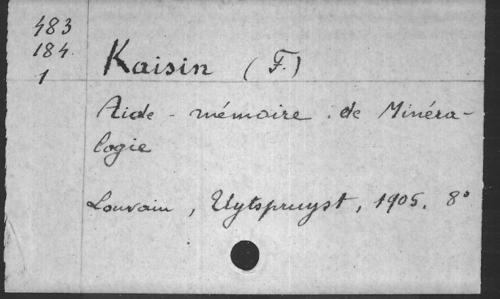 483
184
1
Kaisin (F.)
Aide-mémoire de Minéra-
logie
Louvain, Uytspruyst, 1905. 8°